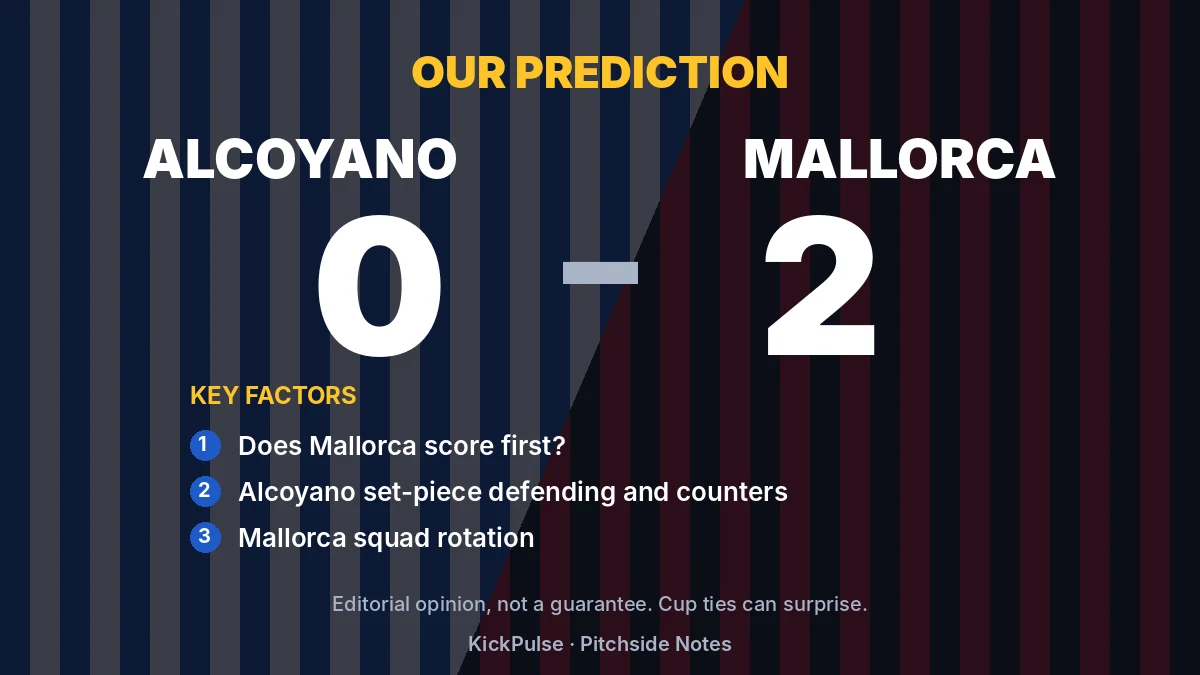 OUR PREDICTION
ALCOYANO
MALLORCA
0 – 2
KEY FACTORS
1 Does Mallorca score first?
2 Alcoyano set-piece defending and counters
3 Mallorca squad rotation
Editorial opinion, not a guarantee. Cup ties can surprise.
KickPulse · Pitchside Notes